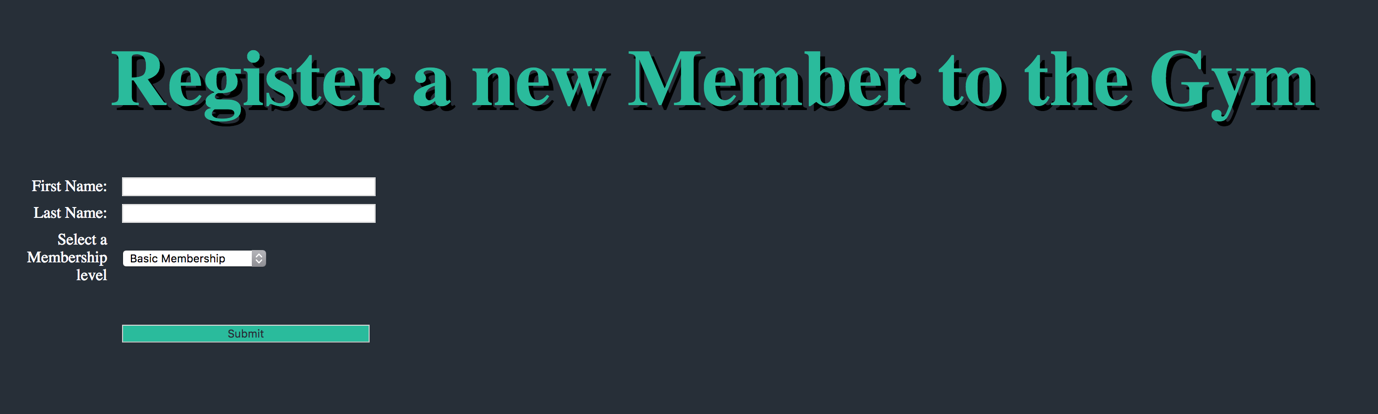 Register a new Member to the Gym
First Name:
Last Name:
Select a
Membership
level
Basic Membership
Submit